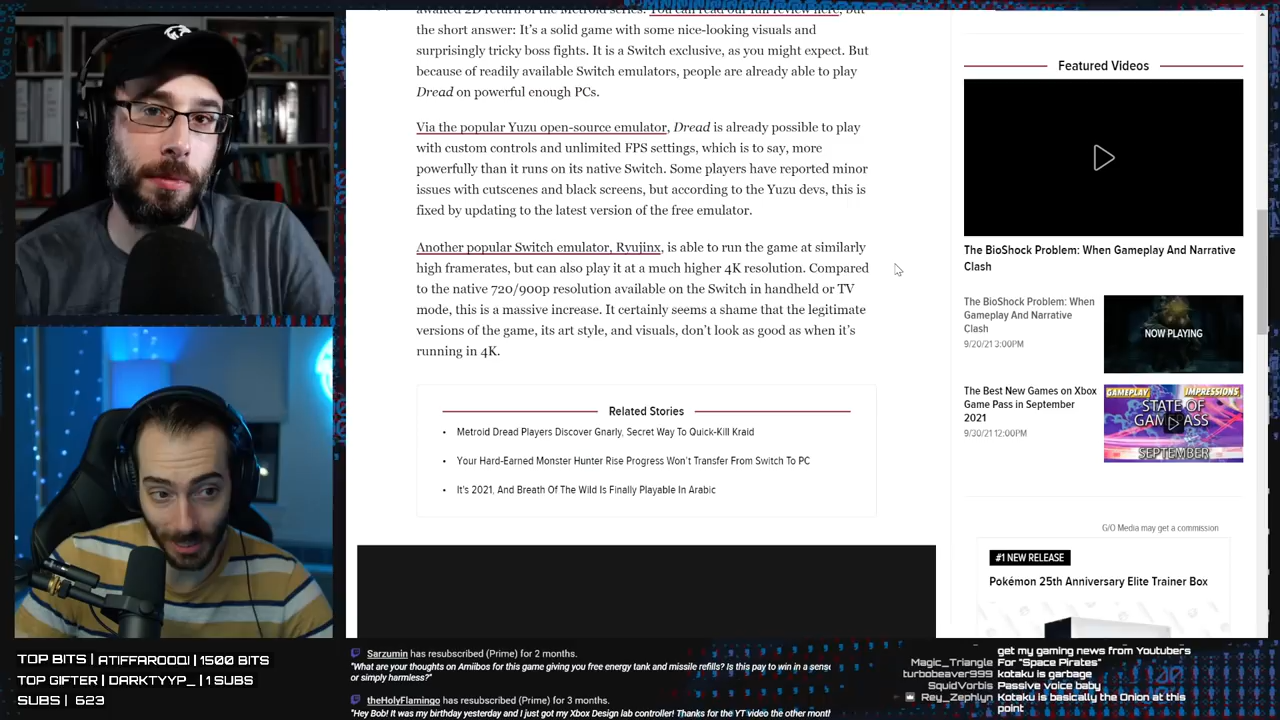 awaited 2D return of the Metroid series. You can read our full review here, but
the short answer: It's a solid game with some nice-looking visuals and
surprisingly tricky boss fights. It is a Switch exclusive, as you might expect. But
because of readily available Switch emulators, people are already able to play
Dread on powerful enough PCs.
Via the popular Yuzu open-source emulator, Dread is already possible to play
with custom controls and unlimited FPS settings, which is to say, more
powerfully than it runs on its native Switch. Some players have reported minor
issues with cutscenes and black screens, but according to the Yuzu devs, this is
fixed by updating to the latest version of the free emulator.
Another popular Switch emulator, Ryujinx, is able to run the game at similarly
high framerates, but can also play it at a much higher 4K resolution. Compared
to the native 720/900p resolution available on the Switch in handheld or TV
mode, this is a massive increase. It certainly seems a shame that the legitimate
versions of the game, its art style, and visuals, don't look as good as when it's
running in 4K.
Related Stories
• Metroid Dread Players Discover Gnarly, Secret Way To Quick-Kill Kraid
• Your Hard-Earned Monster Hunter Rise Progress Won't Transfer From Switch To PC
• It's 2021, And Breath Of The Wild Is Finally Playable In Arabic
Featured Videos
The BioShock Problem: When Gameplay And Narrative
Clash
The BioShock Problem: When
Gameplay And Narrative
Clash
9/20/21 3:00PM
NOW PLAYING
The Best New Games on Xbox
Game Pass in September
2021
9/30/21 12:00PM
GAMEPLAY IMPRESSIONS
STATE OF
GAME PASS
SEPTEMBER
G/O Media may get a commission
#1 NEW RELEASE
Pokémon 25th Anniversary Elite Trainer Box
TOP BITS | ATIFFAROOQI | 1500 BITS
TOP GIFTER | DARKTYYP_ | 1 SUBS
SUBS | 623
Sarzumin has resubscribed (Prime) for 2 months.
"What are your thoughts on Amiibos for this game giving you free energy tank and missile refills? Is this pay to win in a sense
or simply harmless?"
theHolyFlamingo has resubscribed (Prime) for 3 months.
"Hey Bob! It was my birthday yesterday and I just got my Xbox Design lab controller! Thanks for the YT video the other mont
get my gaming news from Youtubers
Magic_Triangle For "Space Pirates"
turbobeaver999 kotaku is garbage
SquidVorbis Passive voice baby
Rey_Zephlyn Kotaku is basically the Onion at this
point